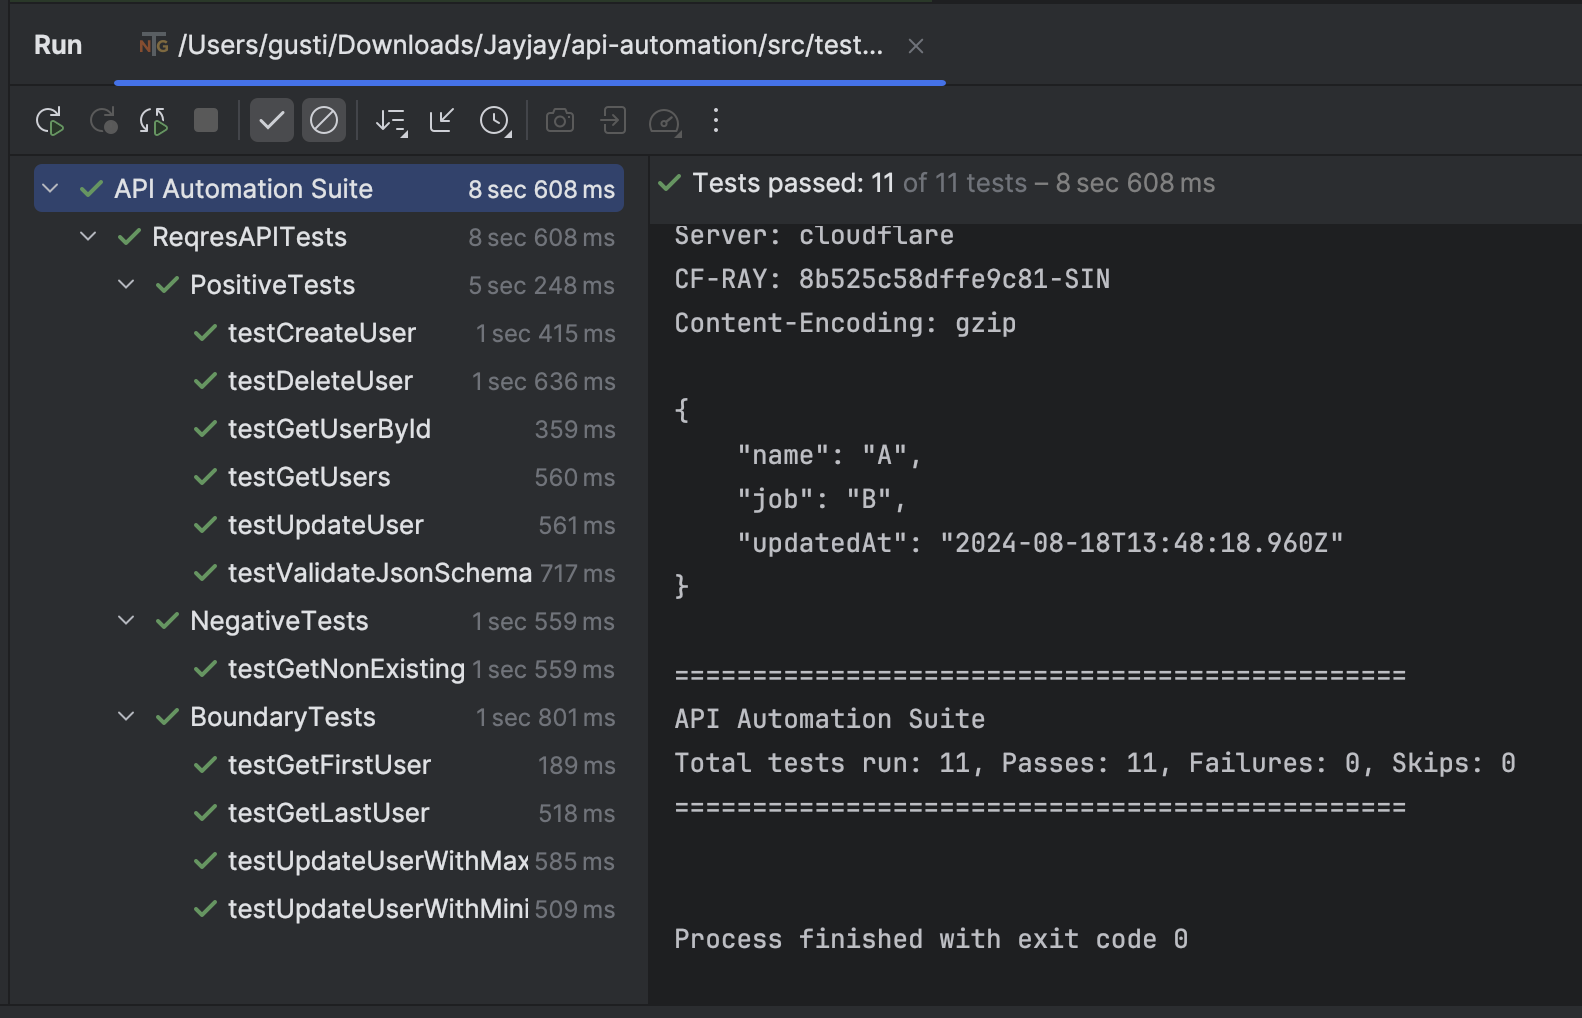 Run
NTG /Users/gusti/Downloads/Jayjay/api-automation/src/test...
API Automation Suite 8 sec 608 ms
ReqresAPITests 8 sec 608 ms
PositiveTests 5 sec 248 ms
testCreateUser 1 sec 415 ms
testDeleteUser 1 sec 636 ms
testGetUserById 359 ms
testGetUsers 560 ms
testUpdateUser 561 ms
testValidateJsonSchema 717 ms
NegativeTests 1 sec 559 ms
testGetNonExisting 1 sec 559 ms
BoundaryTests 1 sec 801 ms
testGetFirstUser 189 ms
testGetLastUser 518 ms
testUpdateUserWithMax 585 ms
testUpdateUserWithMini 509 ms
Tests passed: 11 of 11 tests – 8 sec 608 ms
Server: cloudflare
CF-RAY: 8b525c58dffe9c81-SIN
Content-Encoding: gzip
{
"name": "A",
"job": "B",
"updatedAt": "2024-08-18T13:48:18.960Z"
}
===============================================
API Automation Suite
Total tests run: 11, Passes: 11, Failures: 0, Skips: 0
===============================================
Process finished with exit code 0